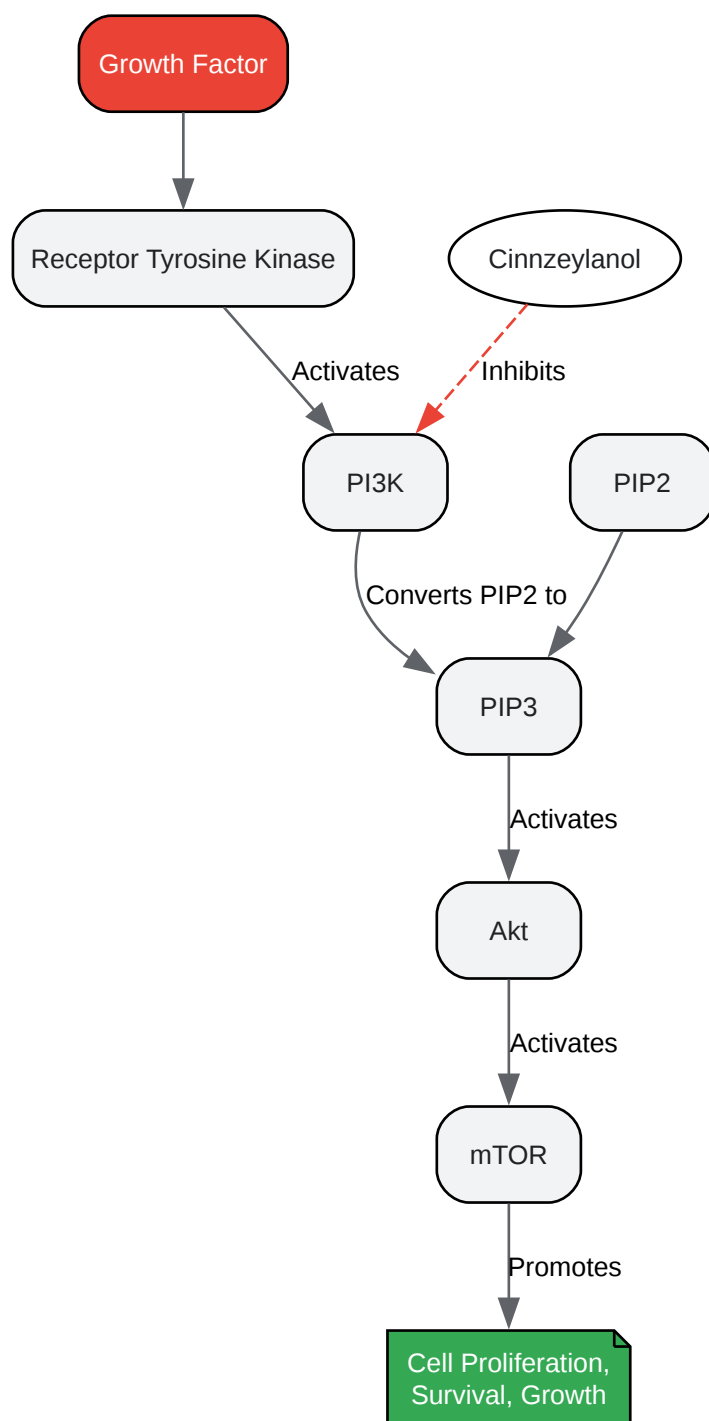 Growth Factor
Receptor Tyrosine Kinase
Cinnzeylanol
Activates
Inhibits
PI3K
PIP2
Converts PIP2 to
PIP3
Activates
Akt
Activates
mTOR
Promotes
Cell Proliferation,
Survival, Growth